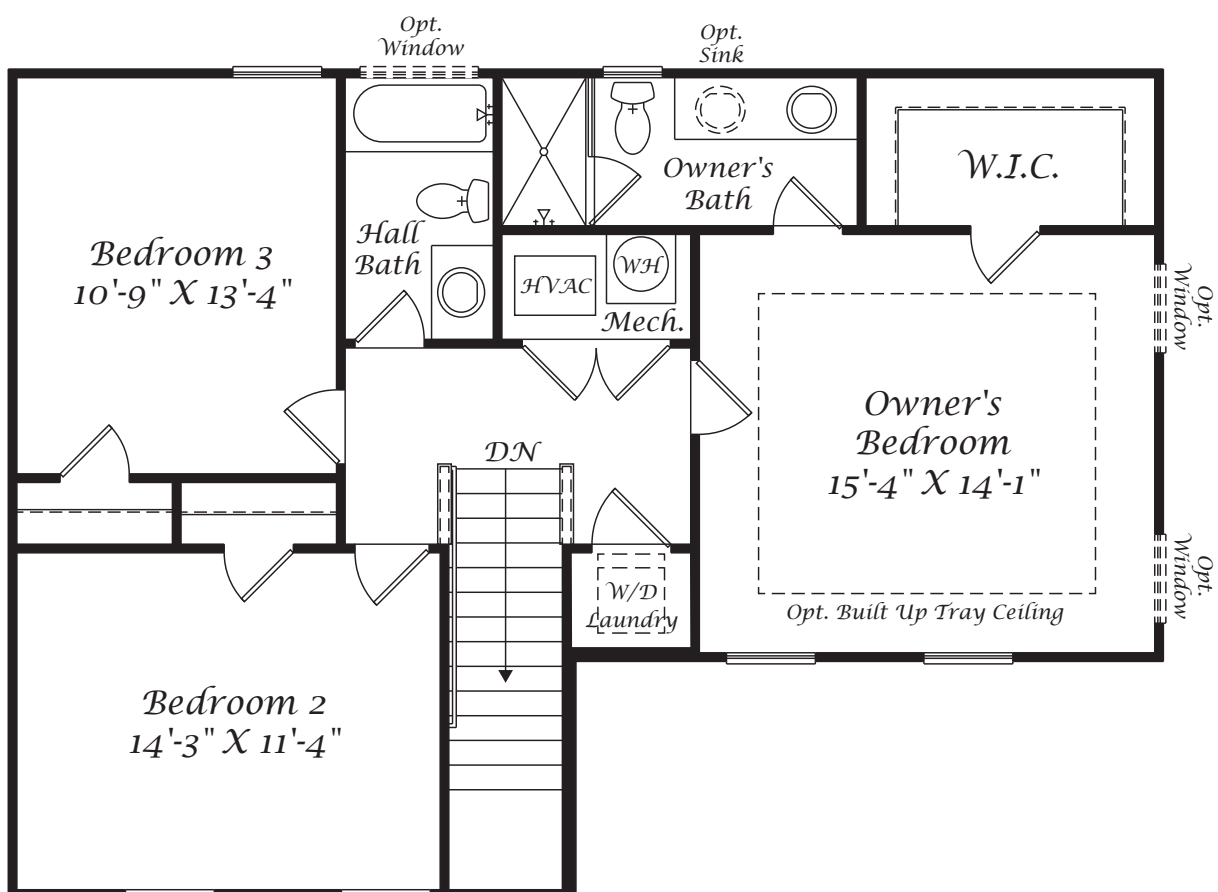 Opt.
Window
Opt.
Sink
Owner's
Bath
W.I.C.
Hall
Bath
Bedroom 3
10'-9" X 13'-4"
HVAC
WH
Mech.
Opt.
Window
DN
Owner's
Bedroom
15'-4" X 14'-1"
Opt. Built Up Tray Ceiling
Opt.
Window
W/D
Laundry
Bedroom 2
14'-3" X 11'-4"